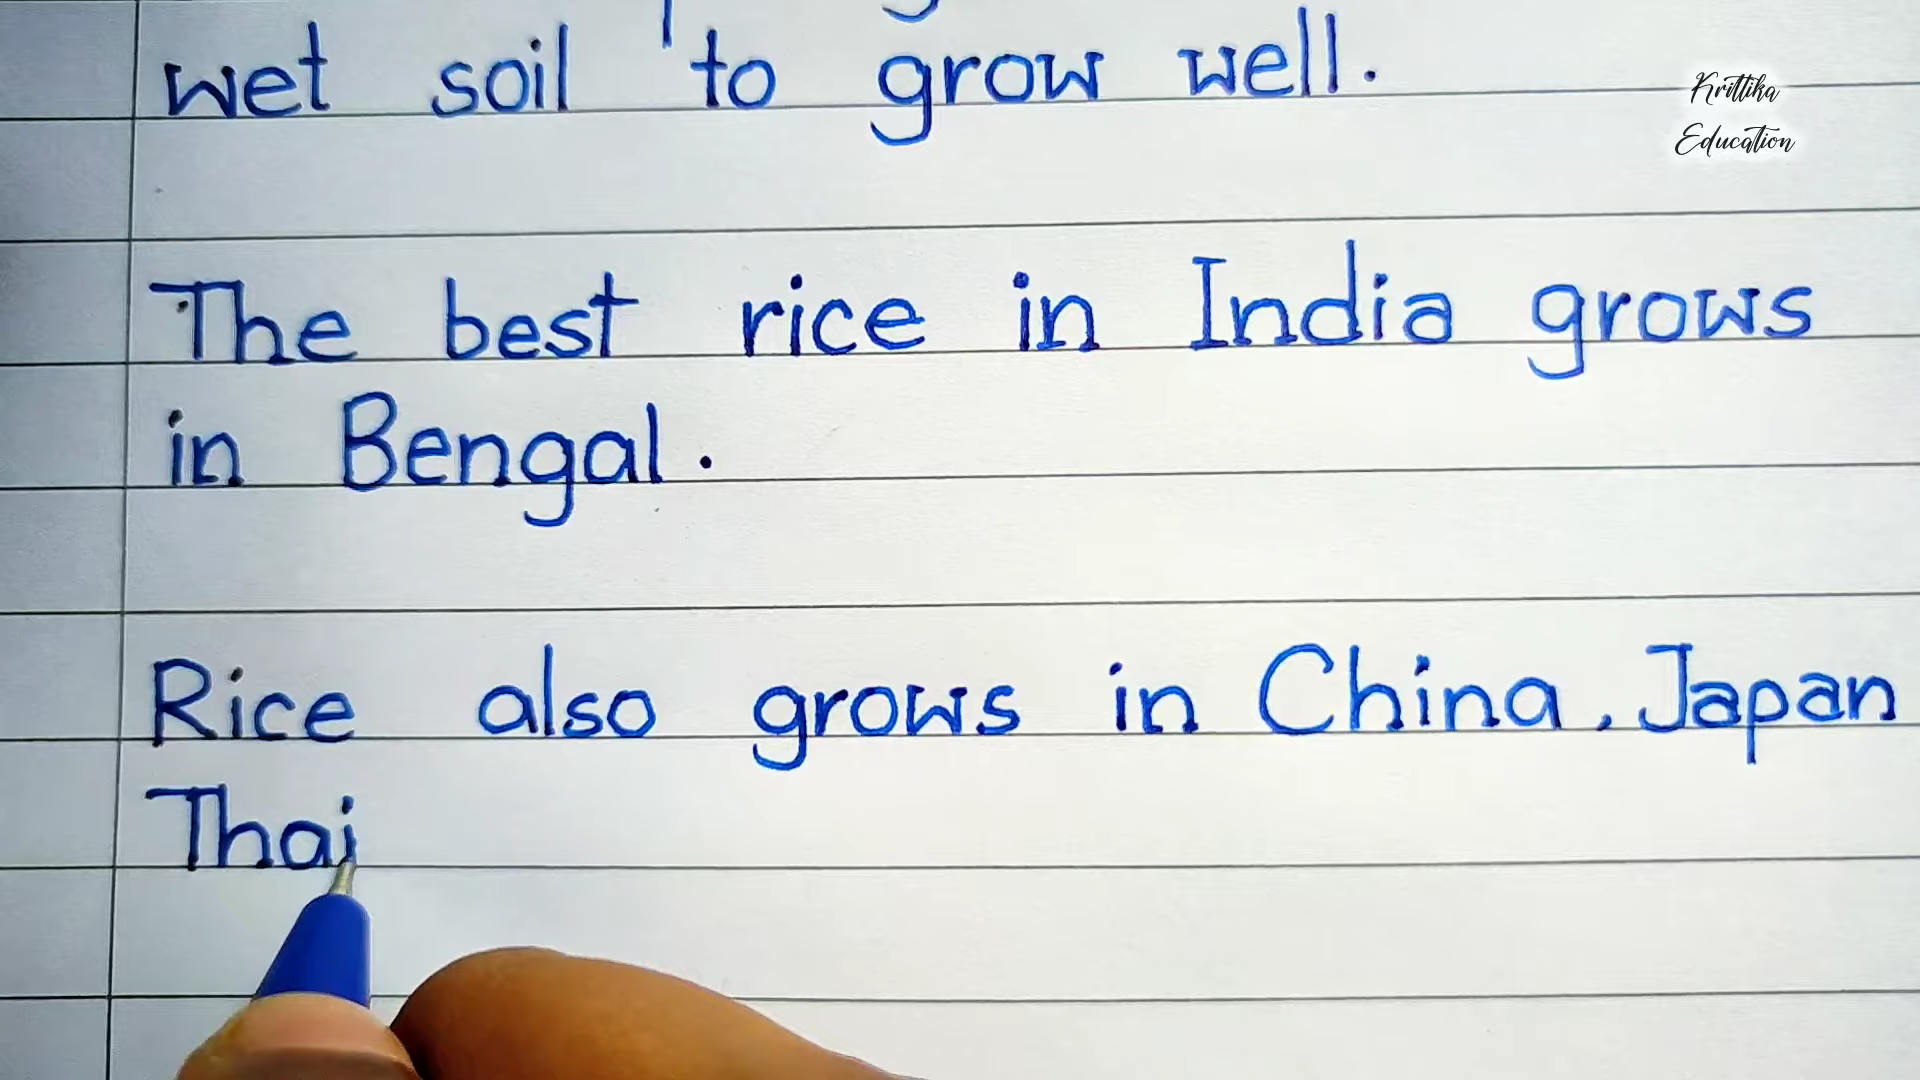 wet soil to grow well.
Krittika
Education
The best rice in India grows
in Bengal.
Rice also grows in China, Japan
Thai